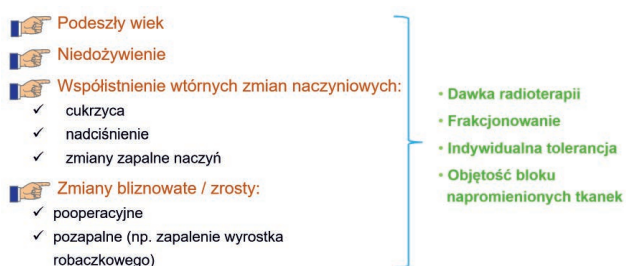 Podeszły wiek
Niedożywienie
Współistnienie wtórnych zmian naczyniowych:
✓ cukrzyca
✓ nadciśnienie
✓ zmiany zapalne naczyń
Zmiany bliznowate / zrosty:
✓ pooperacyjne
✓ pozapalne (np. zapalenie wyrostka
robaczkowego)
• Dawka radioterapii
• Frakcjonowanie
• Indywidualna tolerancja
• Objętość bloku
napromienionych tkanek